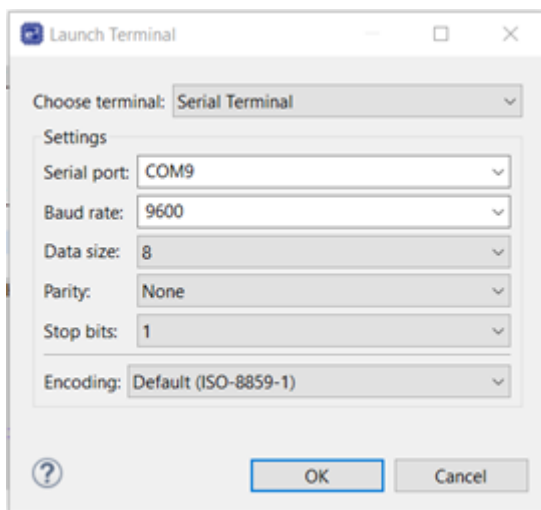 Launch Terminal
Choose terminal: Serial Terminal
Settings
Serial port: COM9
Baud rate: 9600
Data size: 8
Parity: None
Stop bits: 1
Encoding: Default (ISO-8859-1)
OK Cancel